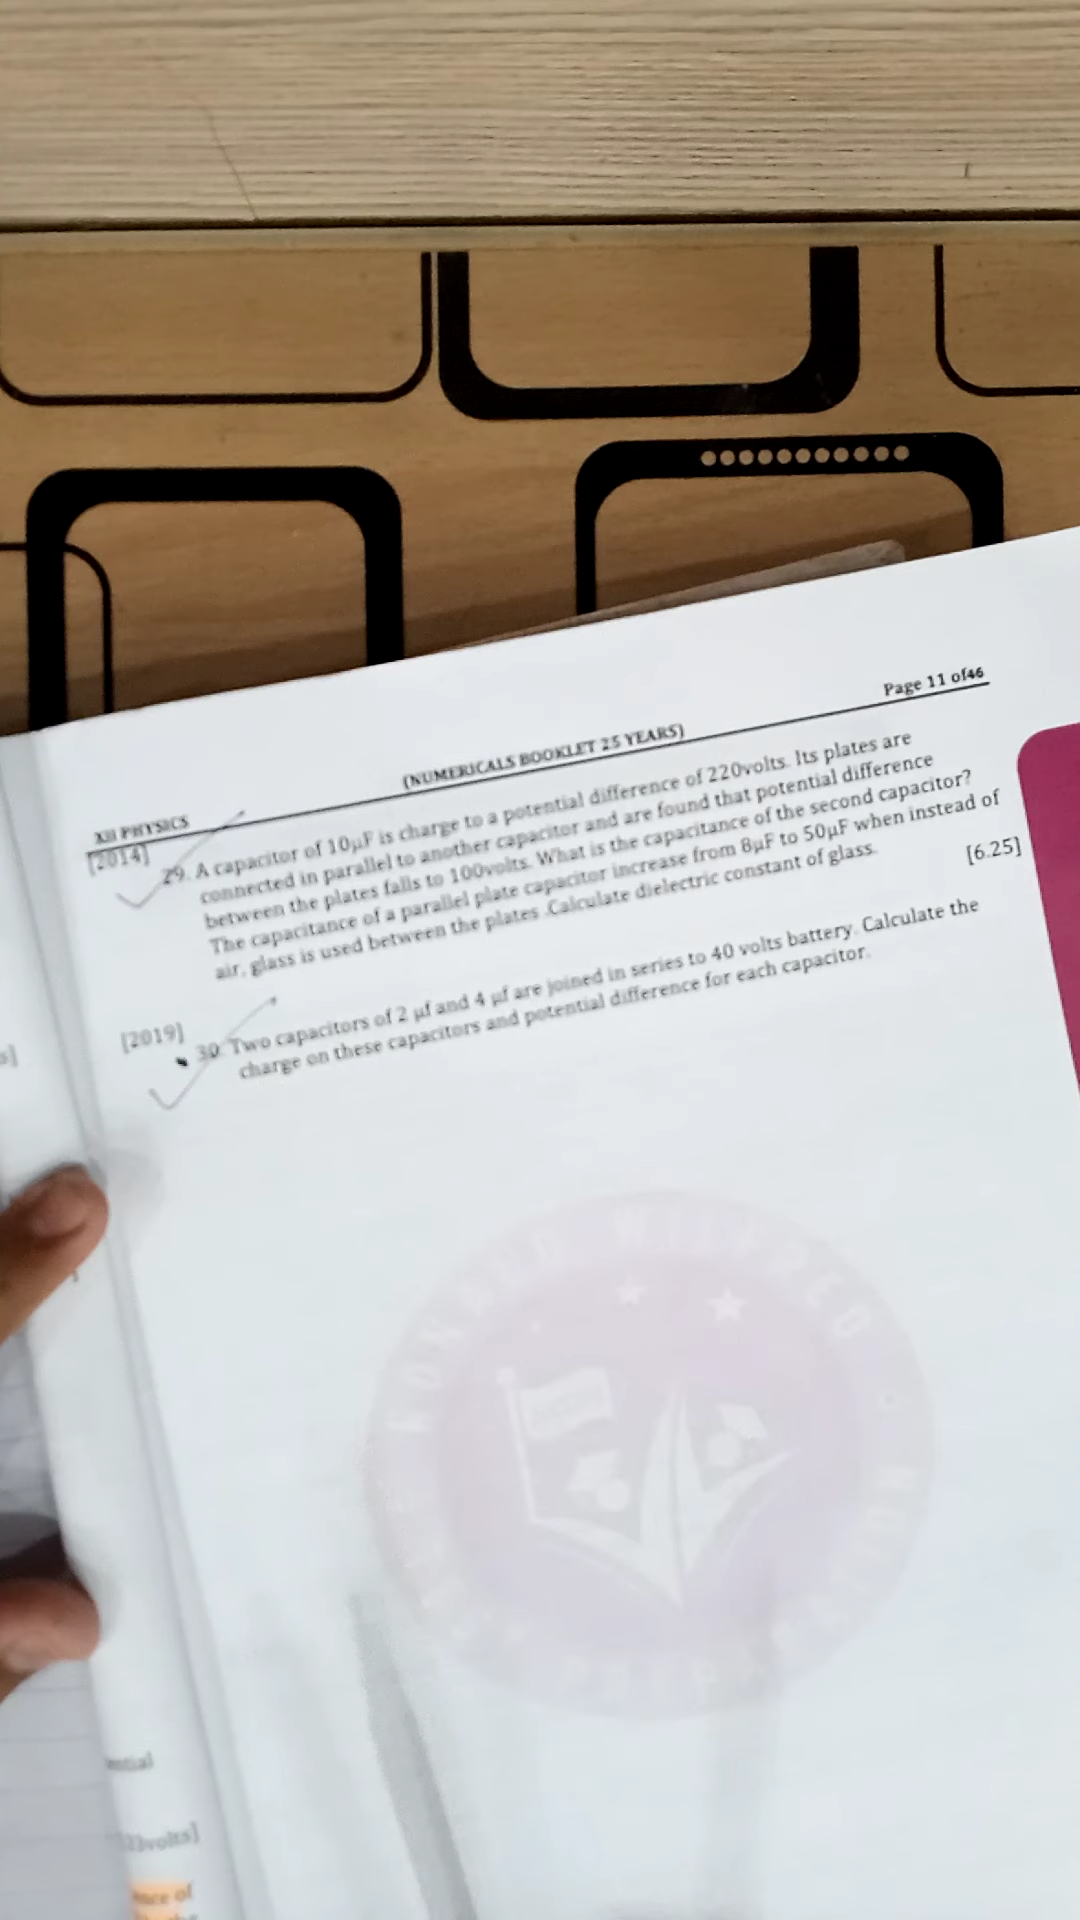 Page 11 of46
(NUMERICALS BOOKLET 25 YEARS)
XII PHYSICS
[2014]
29. A capacitor of 10μF is charge to a potential difference of 220volts. Its plates are
connected in parallel to another capacitor and are found that potential difference
between the plates falls to 100volts. What is the capacitance of the second capacitor?
The capacitance of a parallel plate capacitor increase from 8μF to 50μF when instead of
air, glass is used between the plates .Calculate dielectric constant of glass.
[6.25]
[2019]
30. Two capacitors of 2 μf and 4 μf are joined in series to 40 volts battery. Calculate the
charge on these capacitors and potential difference for each capacitor.
s]
ential
volts]
nce of